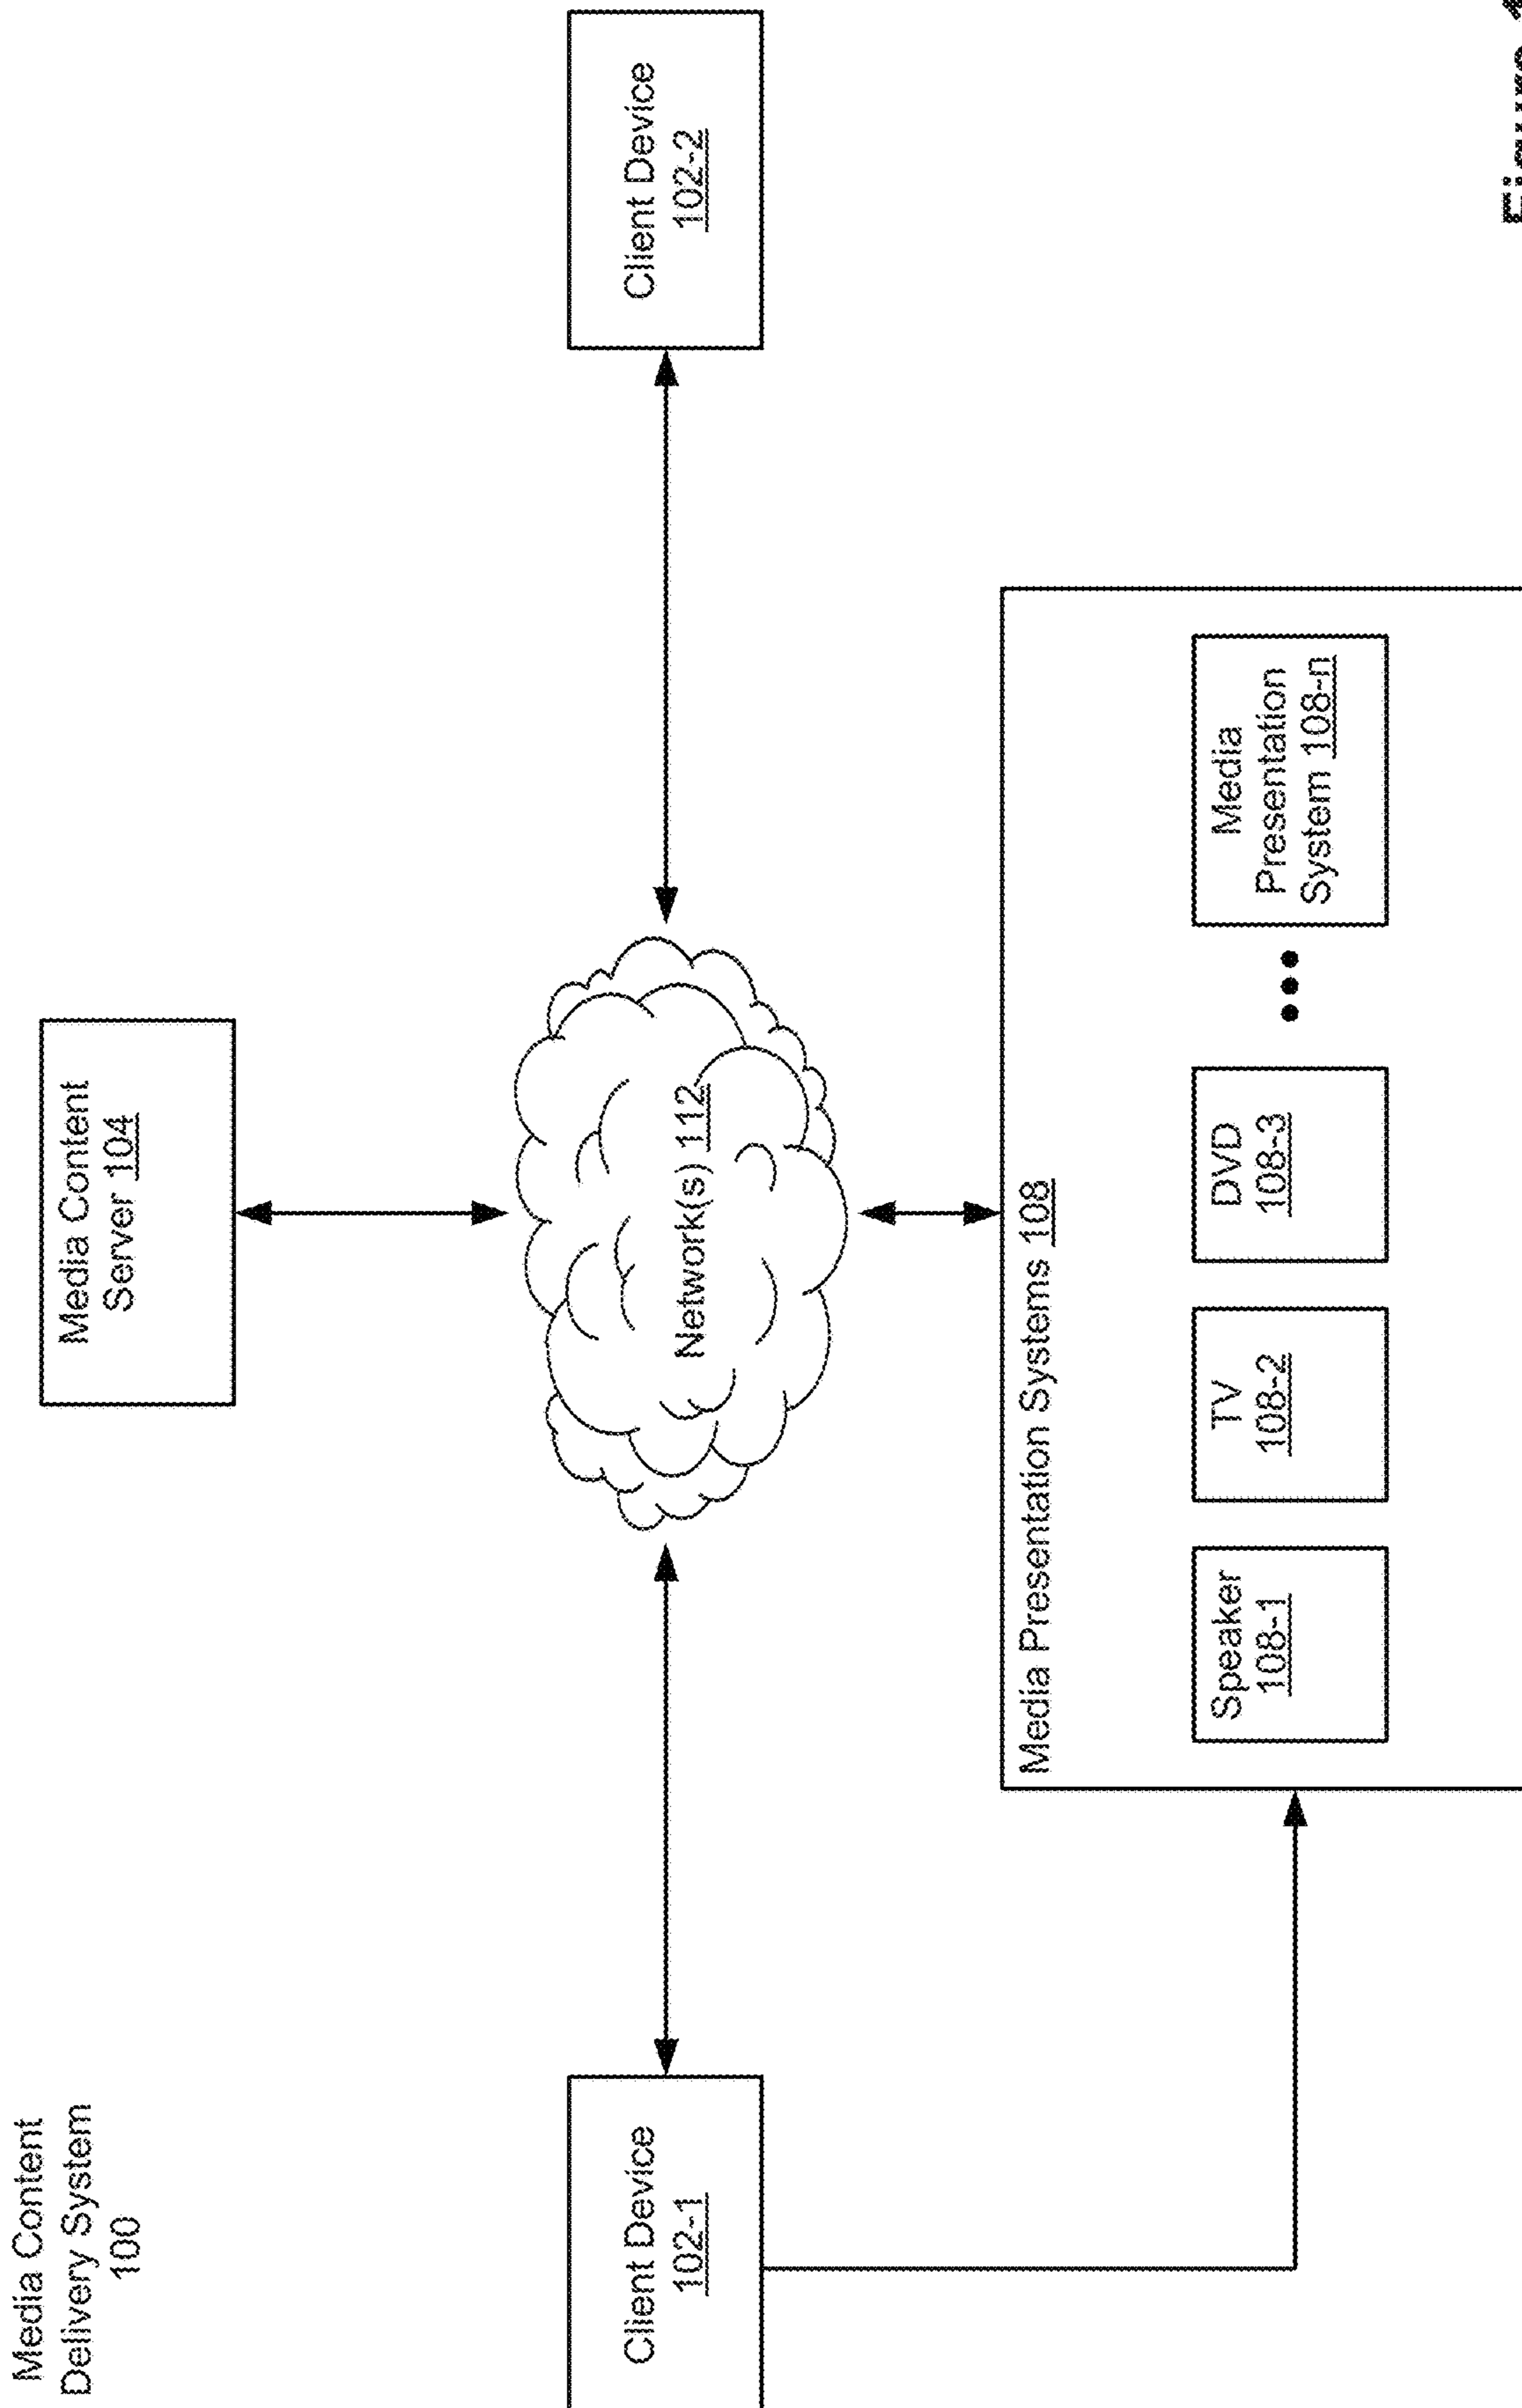 Media Content
Delivery System
100
Media Content
Server 104
Client Device
102-1
Network(s) 112
Client Device
102-2
Media Presentation Systems 108
Speaker
108-1
TV
108-2
DVD
108-3
Media
Presentation
System 108-n